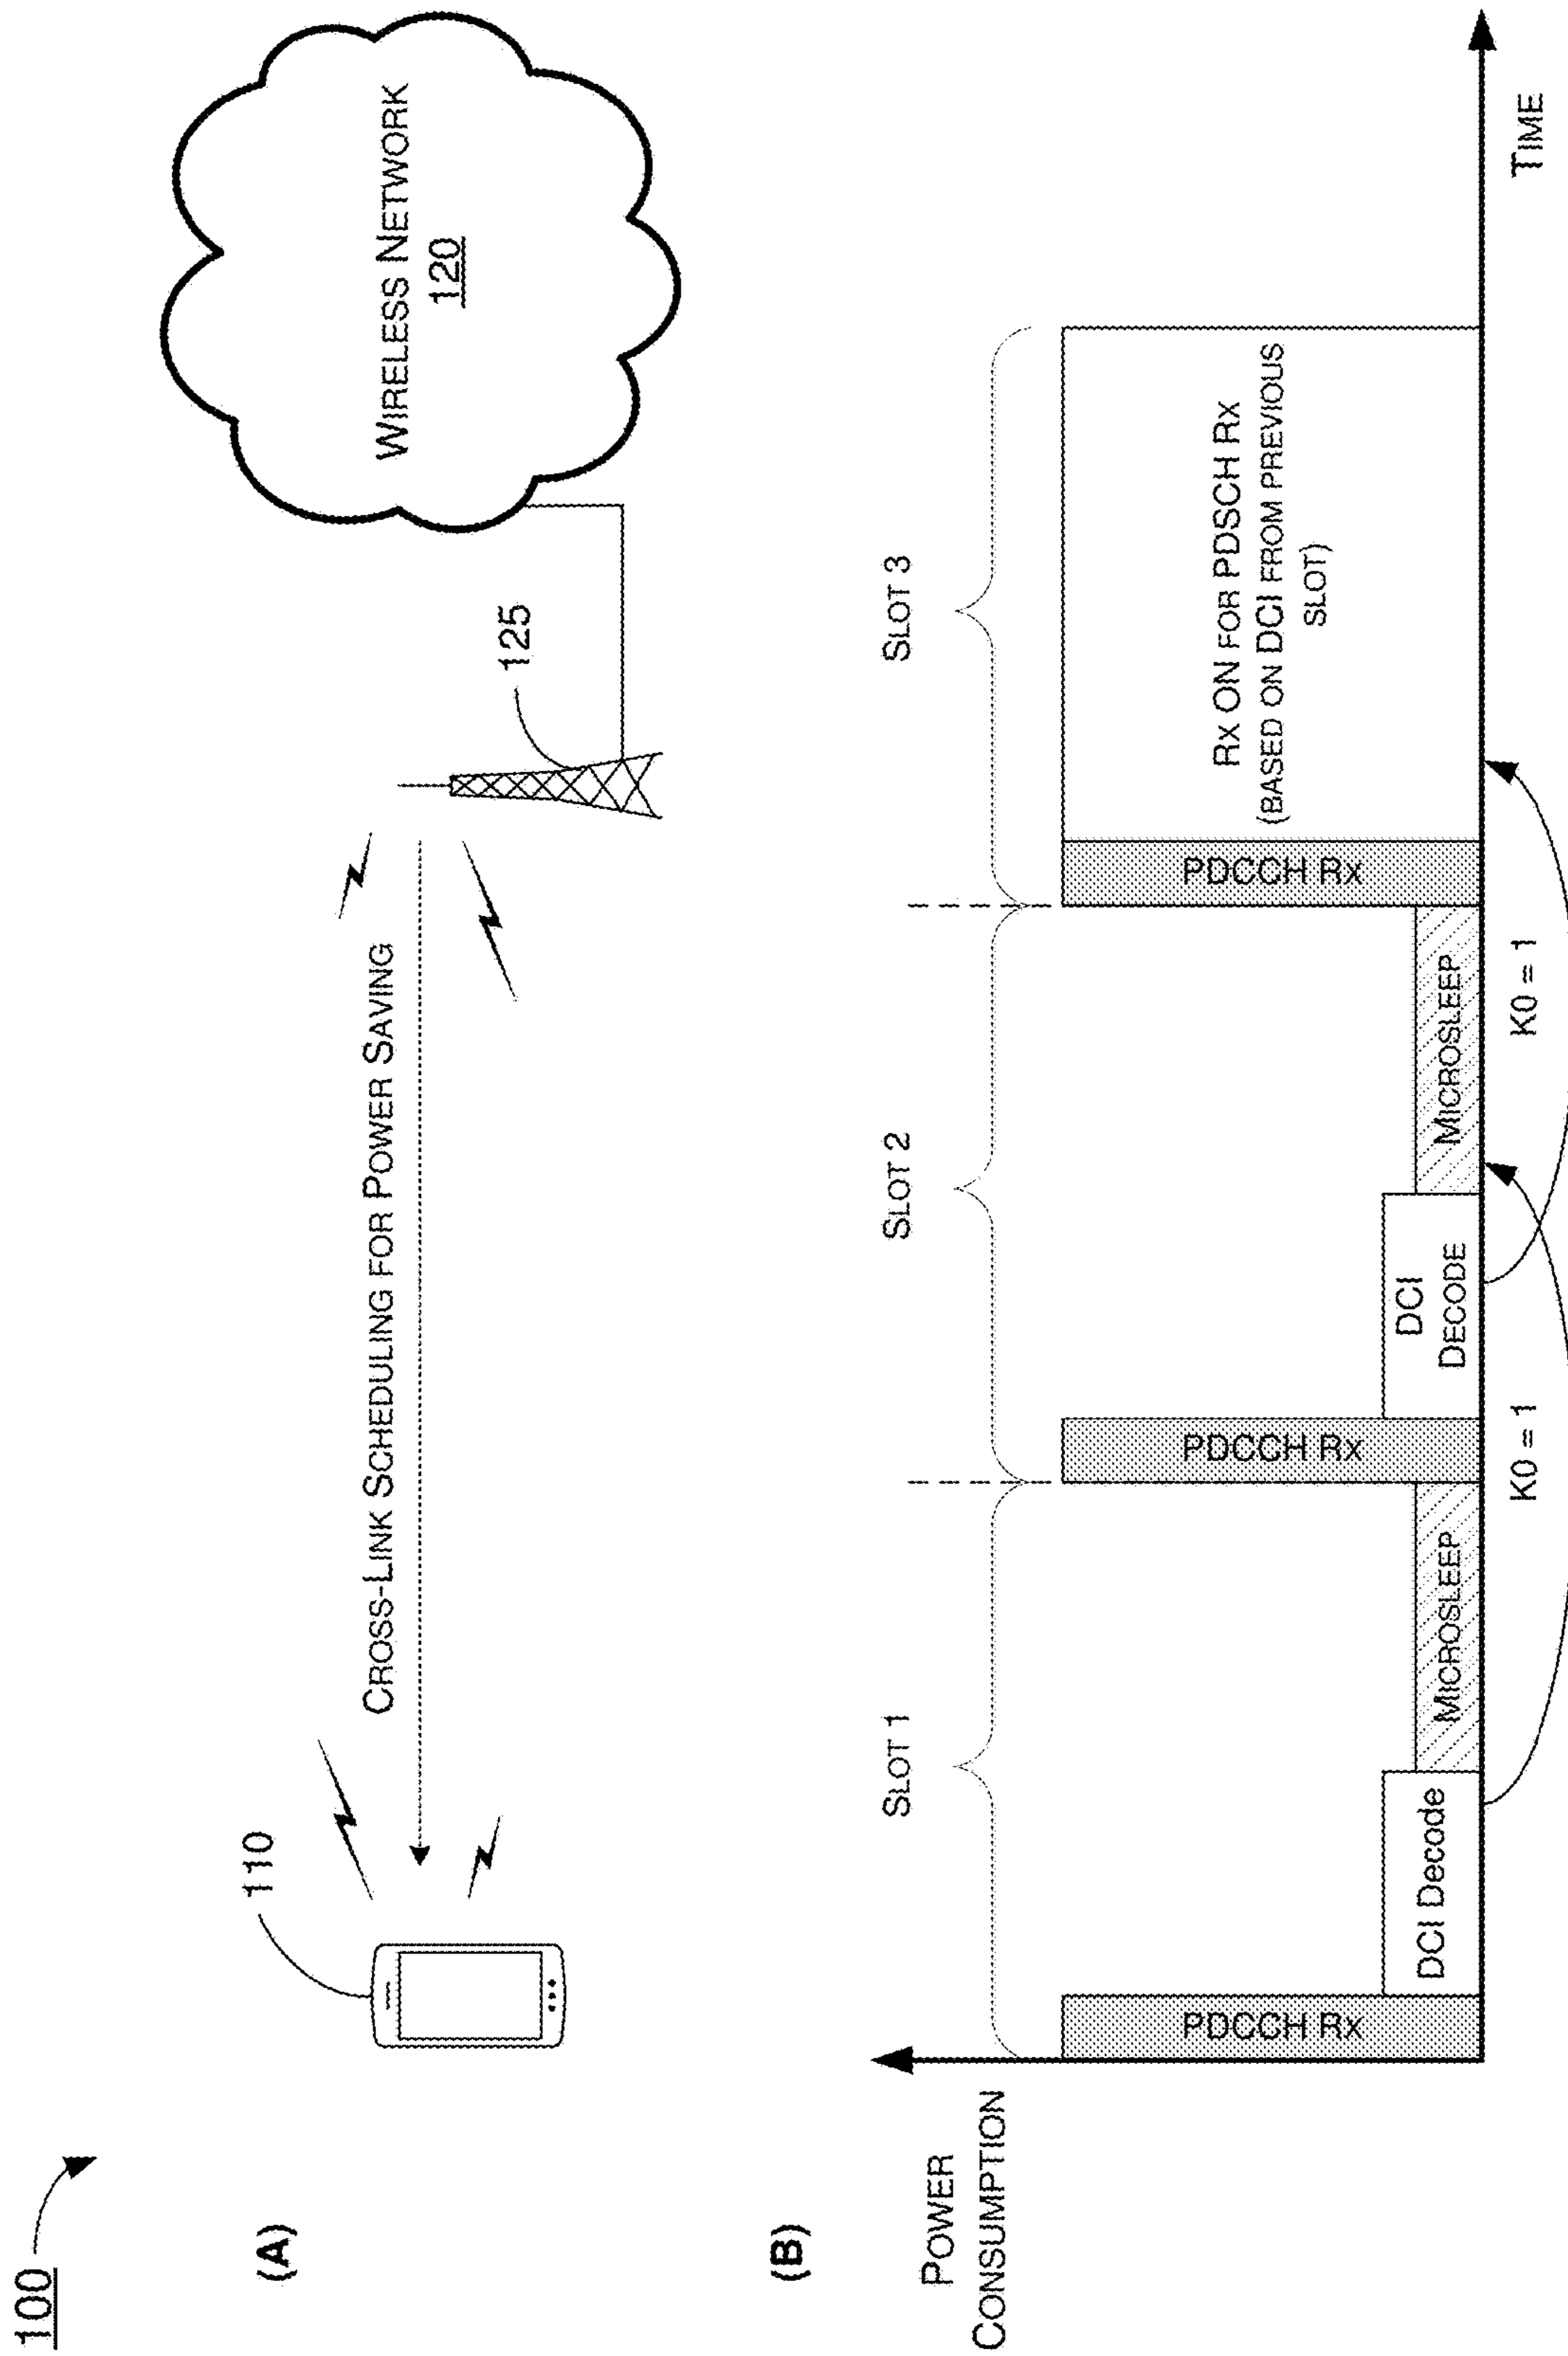 100
(A)
110
CROSS-LINK SCHEDULING FOR POWER SAVING
125
WIRELESS NETWORK
120
(B)
POWER
CONSUMPTION
SLOT 1
SLOT 2
SLOT 3
PDCCH RX
DCI Decode
MICROSLEEP
PDCCH RX
DCI
DECODE
MICROSLEEP
PDCCH RX
RX ON FOR PDSCH RX
(BASED ON DCI FROM PREVIOUS
SLOT)
K0 = 1
K0 = 1
TIME